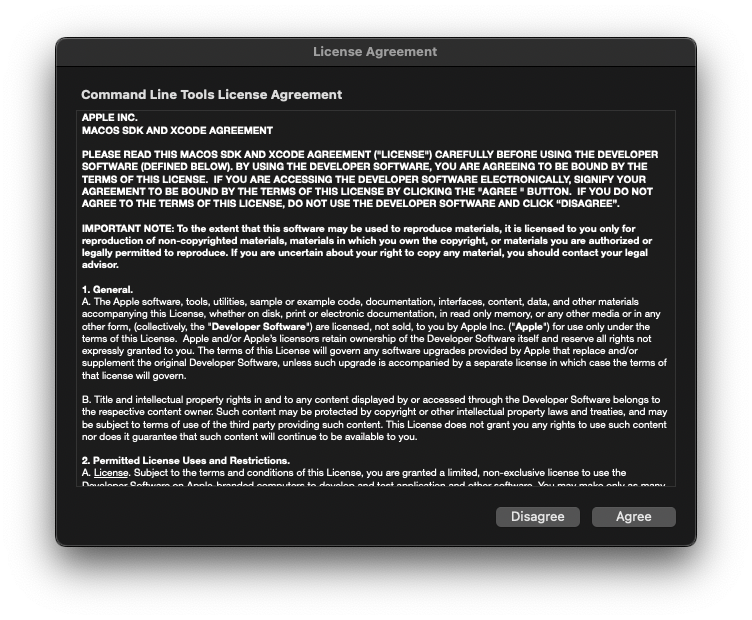 License Agreement
Command Line Tools License Agreement
APPLE INC.
MACOS SDK AND XCODE AGREEMENT
PLEASE READ THIS MACOS SDK AND XCODE AGREEMENT ("LICENSE") CAREFULLY BEFORE USING THE DEVELOPER
SOFTWARE (DEFINED BELOW). BY USING THE DEVELOPER SOFTWARE, YOU ARE AGREEING TO BE BOUND BY THE
TERMS OF THIS LICENSE.  IF YOU ARE ACCESSING THE DEVELOPER SOFTWARE ELECTRONICALLY, SIGNIFY YOUR
AGREEMENT TO BE BOUND BY THE TERMS OF THIS LICENSE BY CLICKING THE "AGREE " BUTTON.  IF YOU DO NOT
AGREE TO THE TERMS OF THIS LICENSE, DO NOT USE THE DEVELOPER SOFTWARE AND CLICK “DISAGREE”.
IMPORTANT NOTE: To the extent that this software may be used to reproduce materials, it is licensed to you only for
reproduction of non-copyrighted materials, materials in which you own the copyright, or materials you are authorized or
legally permitted to reproduce. If you are uncertain about your right to copy any material, you should contact your legal
advisor.
1. General.
A. The Apple software, tools, utilities, sample or example code, documentation, interfaces, content, data, and other materials
accompanying this License, whether on disk, print or electronic documentation, in read only memory, or any other media or in any
other form, (collectively, the "Developer Software") are licensed, not sold, to you by Apple Inc. ("Apple") for use only under the
terms of this License.  Apple and/or Apple's licensors retain ownership of the Developer Software itself and reserve all rights not
expressly granted to you. The terms of this License will govern any software upgrades provided by Apple that replace and/or
supplement the original Developer Software, unless such upgrade is accompanied by a separate license in which case the terms of
that license will govern.
B. Title and intellectual property rights in and to any content displayed by or accessed through the Developer Software belongs to
the respective content owner. Such content may be protected by copyright or other intellectual property laws and treaties, and may
be subject to terms of use of the third party providing such content. This License does not grant you any rights to use such content
nor does it guarantee that such content will continue to be available to you.
2. Permitted License Uses and Restrictions.
A. License. Subject to the terms and conditions of this License, you are granted a limited, non-exclusive license to use the
Developer Software on Apple-branded computers to develop and test application and other software. You may make only as many
Disagree
Agree